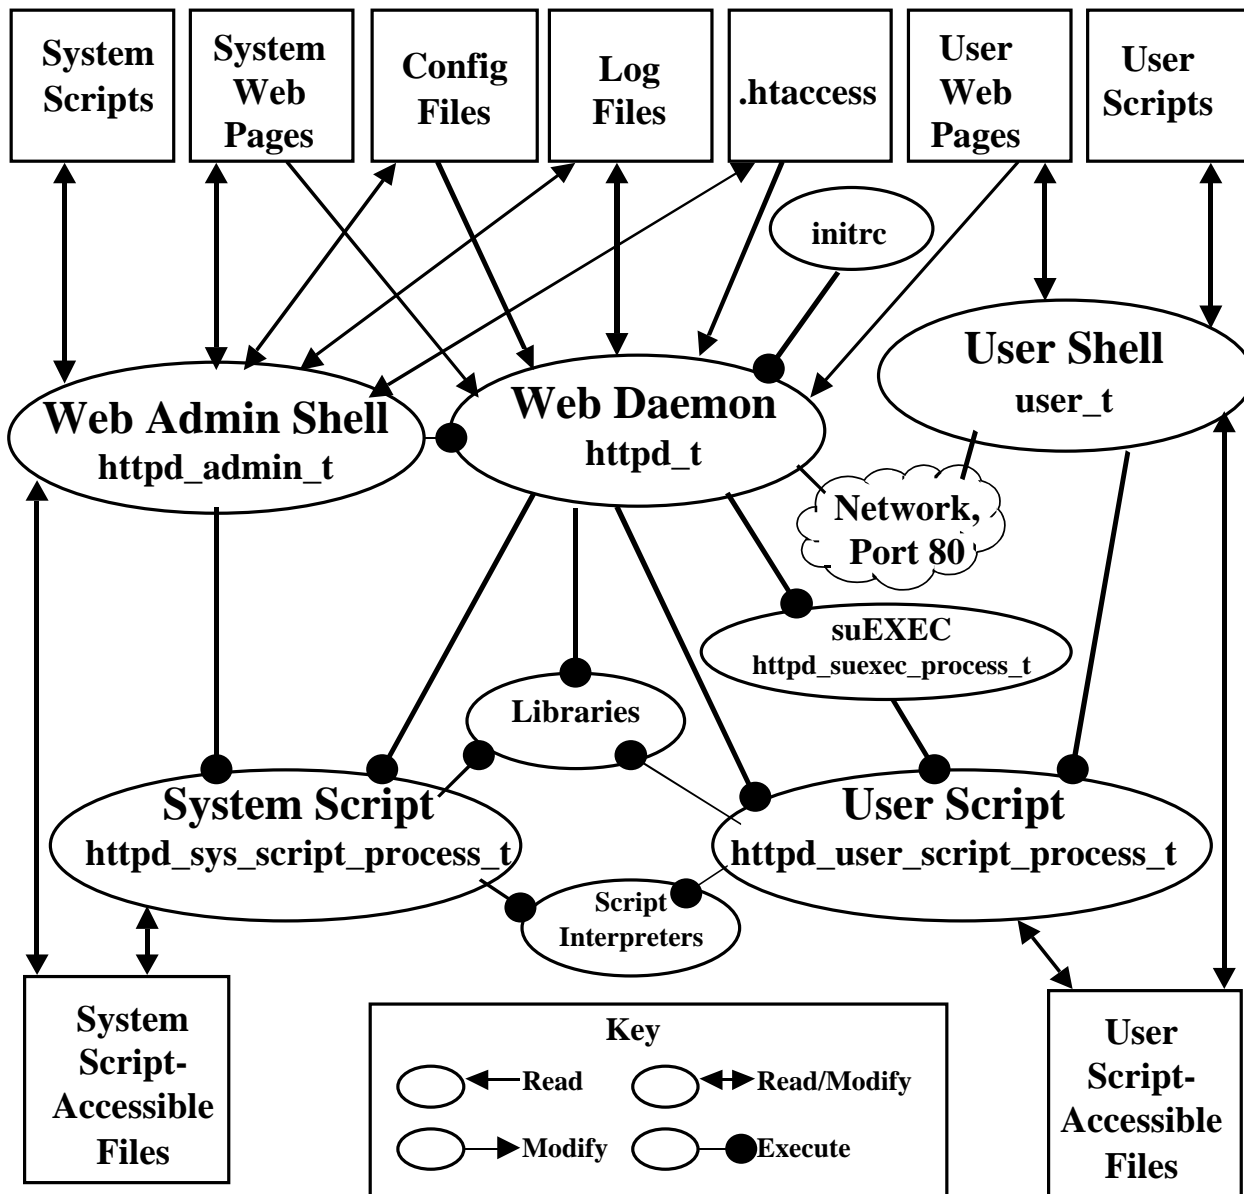 System
Scripts
System
Web
Pages
Config
Files
Log
Files
.htaccess
User
Web
Pages
User
Scripts
initrc
User Shell
user_t
Web Admin Shell
httpd_admin_t
Web Daemon
httpd_t
Network,
Port 80
suEXEC
httpd_suexec_process_t
Libraries
System Script
httpd_sys_script_process_t
User Script
httpd_user_script_process_t
Script
Interpreters
System
Script-
Accessible
Files
Key
Read
Read/Modify
Modify
Execute
User
Script-
Accessible
Files